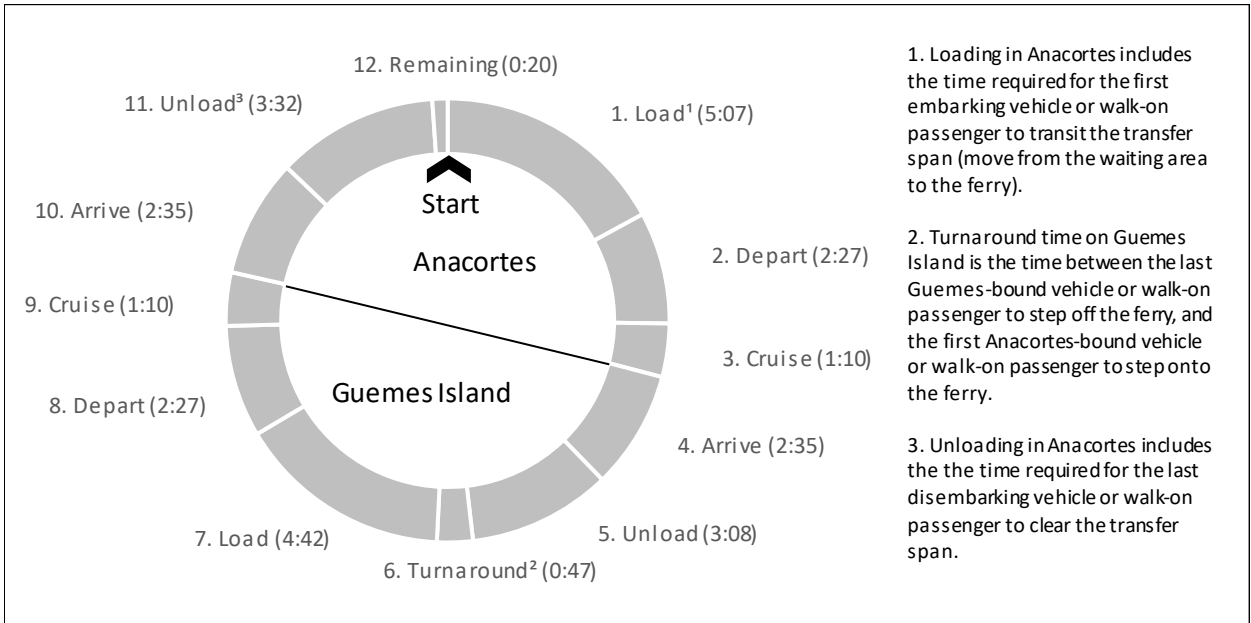 12. Remaining (0:20)
1. Load¹ (5:07)
2. Depart (2:27)
3. Cruise (1:10)
4. Arrive (2:35)
5. Unload (3:08)
6. Turnaround² (0:47)
7. Load (4:42)
8. Depart (2:27)
9. Cruise (1:10)
10. Arrive (2:35)
11. Unload³ (3:32)
Start
Anacortes
Guemes Island
1. Loading in Anacortes includes
the time required for the first
embarking vehicle or walk-on
passenger to transit the transfer
span (move from the waiting area
to the ferry).
2. Turnaround time on Guemes
Island is the time between the last
Guemes-bound vehicle or walk-on
passenger to step off the ferry, and
the first Anacortes-bound vehicle
or walk-on passenger to step onto
the ferry.
3. Unloading in Anacortes includes
the the time required for the last
disembarking vehicle or walk-on
passenger to clear the transfer
span.